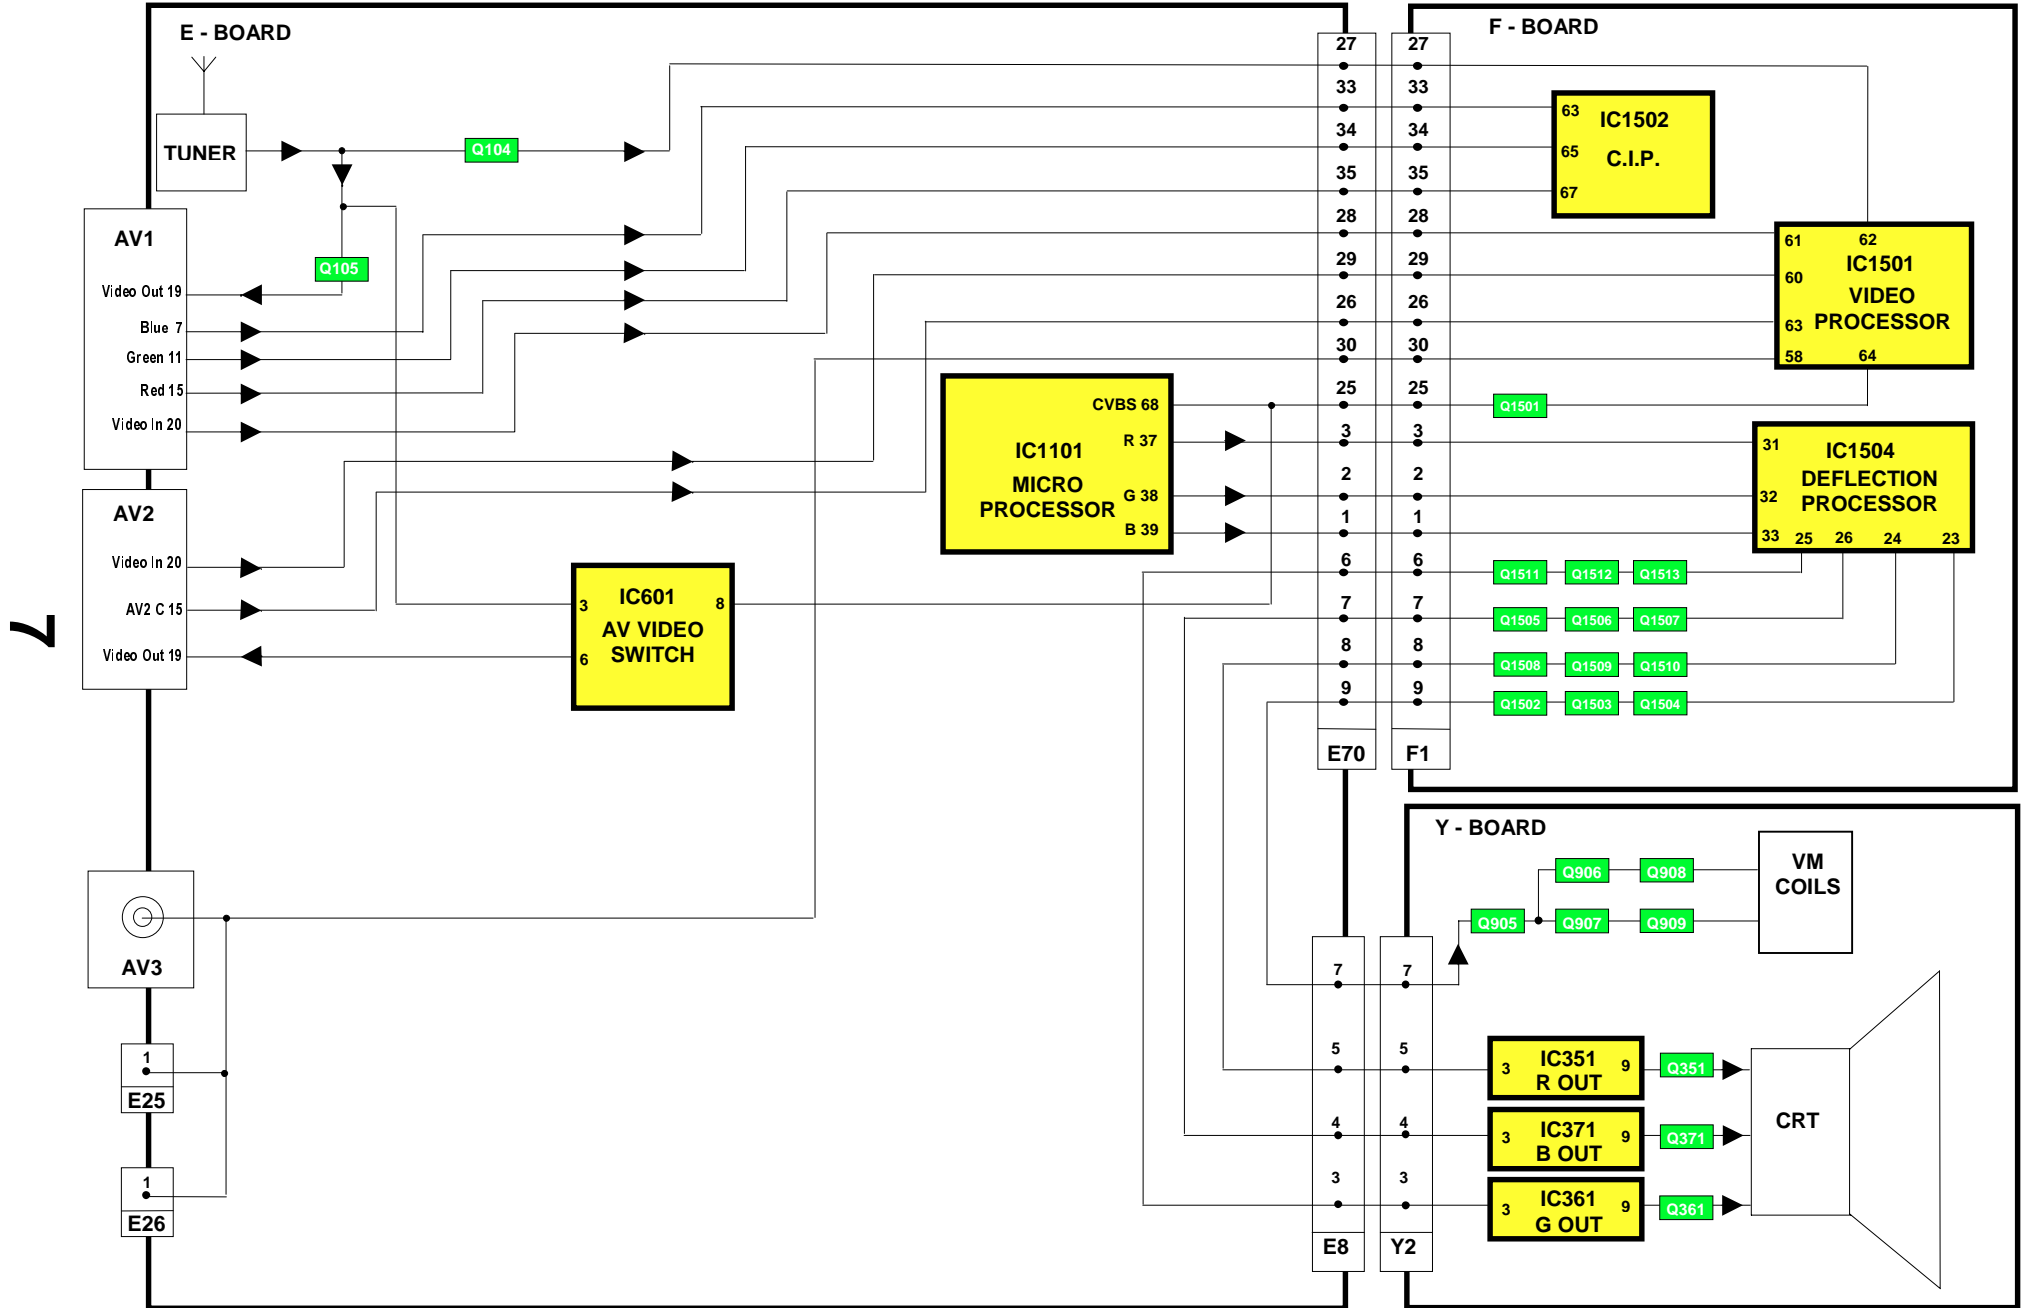 E - BOARD
TUNER
Q104
Q105
AV1
Video Out 19
Blue 7
Green 11
Red 15
Video In 20
AV2
Video In 20
AV2 C 15
Video Out 19
7
AV3
1
E25
1
E26
3
IC601
8
AV VIDEO
SWITCH
6
IC1101
MICRO
PROCESSOR
CVBS 68
R 37
G 38
B 39
27
33
34
35
28
29
26
30
25
3
2
1
6
7
8
9
E70
27
33
34
35
28
29
26
30
25
3
2
1
6
7
8
9
F1
F - BOARD
63
IC1502
65
C.I.P.
67
61
62
IC1501
60
VIDEO
63
PROCESSOR
58
64
Q1501
31
IC1504
DEFLECTION
32
PROCESSOR
33
25
26
24
23
Q1511
Q1512
Q1513
Q1505
Q1506
Q1507
Q1508
Q1509
Q1510
Q1502
Q1503
Q1504
Y - BOARD
VM
COILS
Q906
Q908
Q905
Q907
Q909
7
5
4
3
E8
7
5
4
3
Y2
3
IC351
9
R OUT
Q351
3
IC371
9
B OUT
Q371
3
IC361
9
G OUT
Q361
CRT